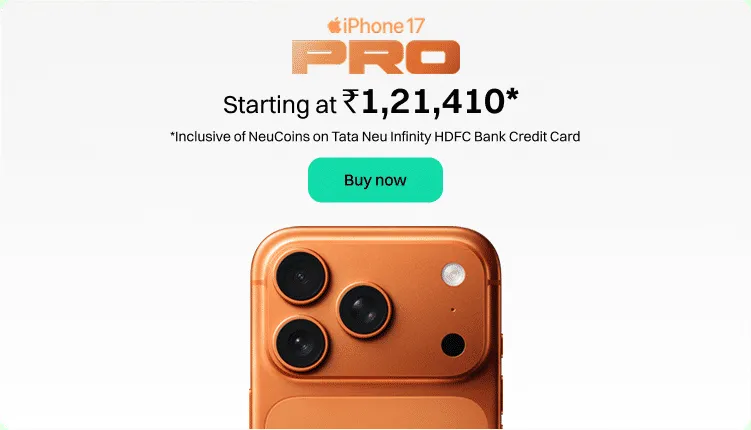 iPhone 17
PRO
Starting at ₹1,21,410*
*Inclusive of NeuCoins on Tata Neu Infinity HDFC Bank Credit Card
Buy now